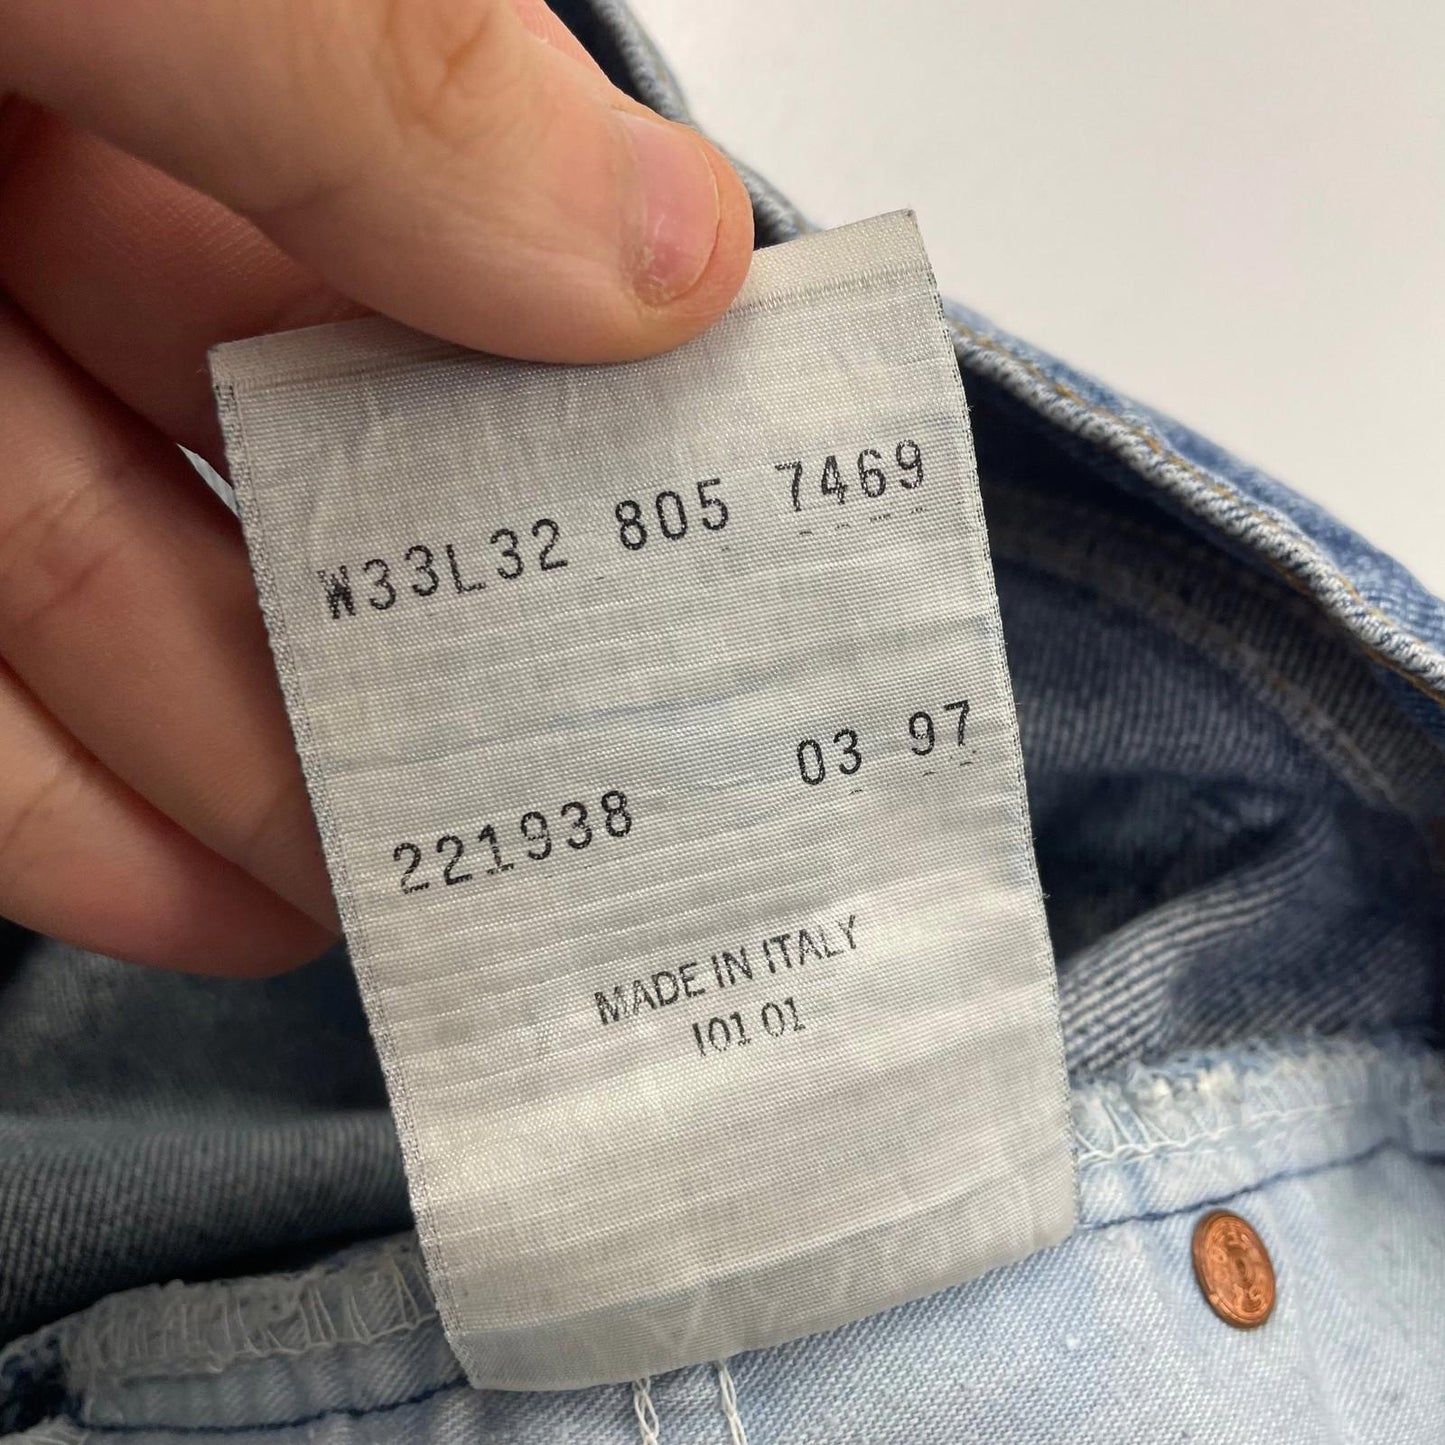 W33L32 805 7469
221938 03 97
MADE IN ITALY
I01 01